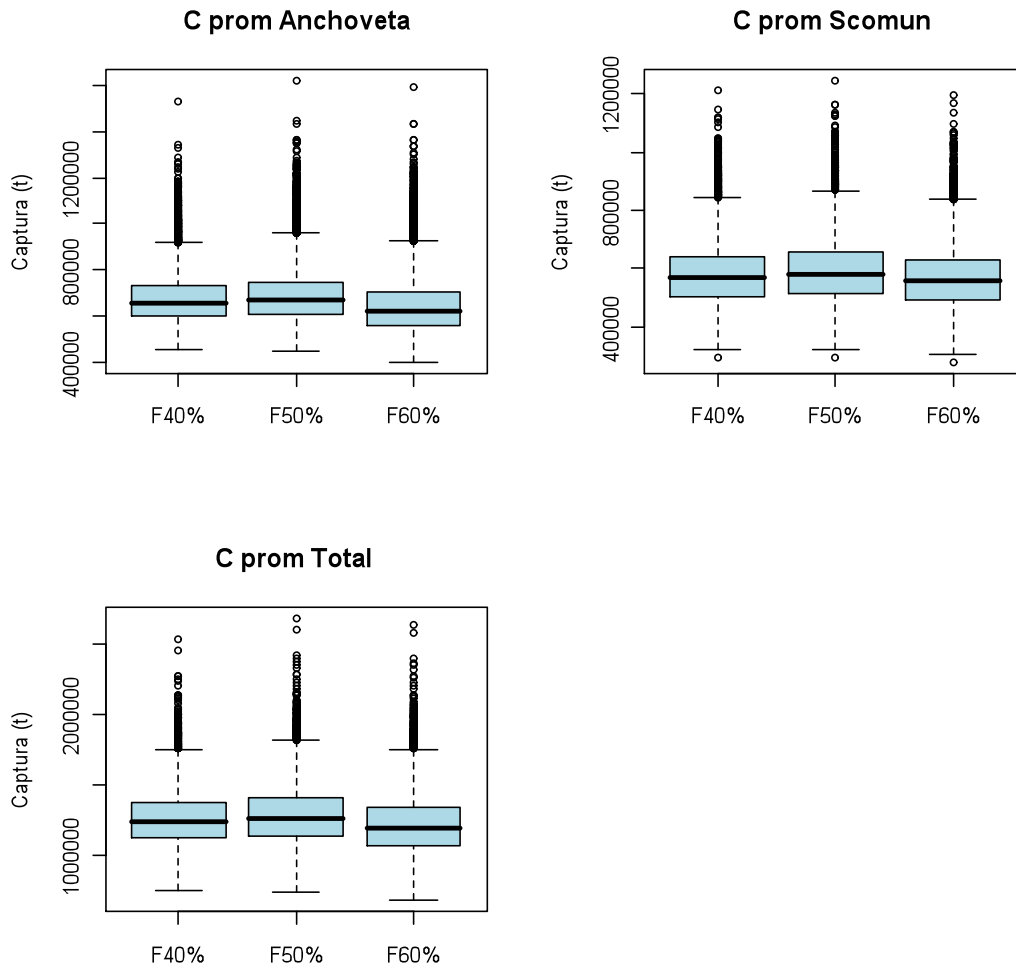 C prom Anchoveta
Captura (t)
1200000
800000
400000
F40% F50% F60%
C prom Scomun
Captura (t)
1200000
800000
400000
F40% F50% F60%
C prom Total
Captura (t)
2000000
1000000
F40% F50% F60%